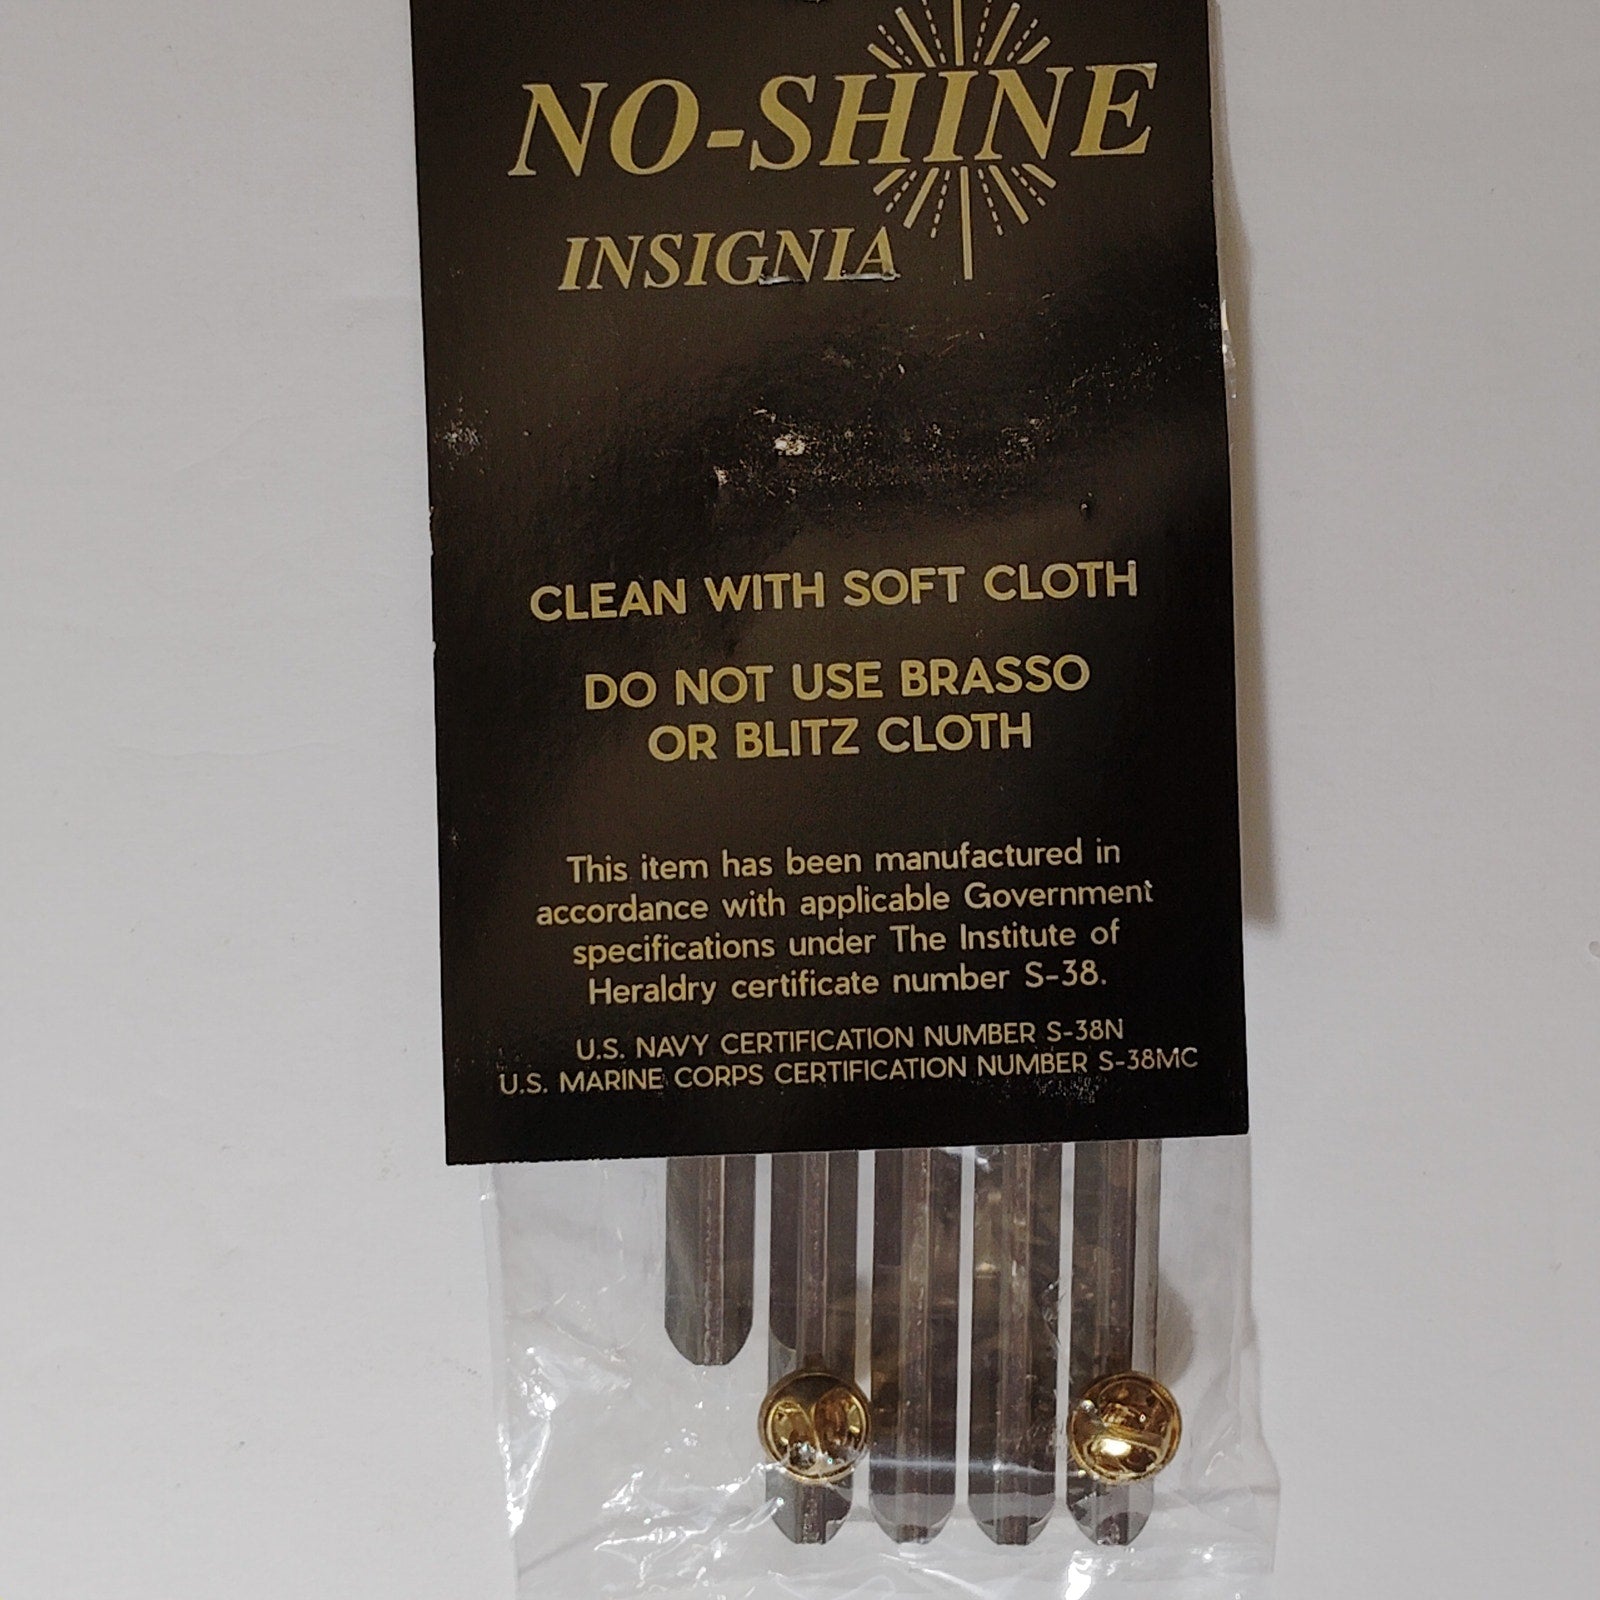 NO-SHINE
INSIGNIA
CLEAN WITH SOFT CLOTH
DO NOT USE BRASSO
OR BLITZ CLOTH
This item has been manufactured in
accordance with applicable Government
specifications under The Institute of
Heraldry certificate number S-38.
U.S. NAVY CERTIFICATION NUMBER S-38N
U.S. MARINE CORPS CERTIFICATION NUMBER S-38MC